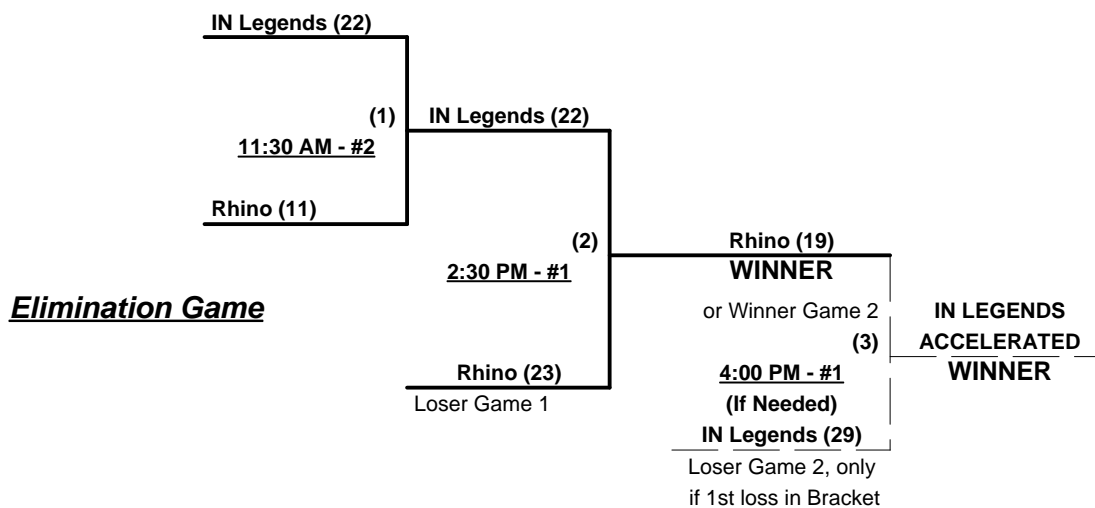 IN Legends (22)
(1)
IN Legends (22)
11:30 AM - #2
Rhino (11)
(2)
Rhino (19)
2:30 PM - #1
WINNER
Elimination Game
or Winner Game 2
IN LEGENDS
(3)
ACCELERATED
Rhino (23)
4:00 PM - #1
WINNER
Loser Game 1
(If Needed)
IN Legends (29)
Loser Game 2, only
if 1st loss in Bracket